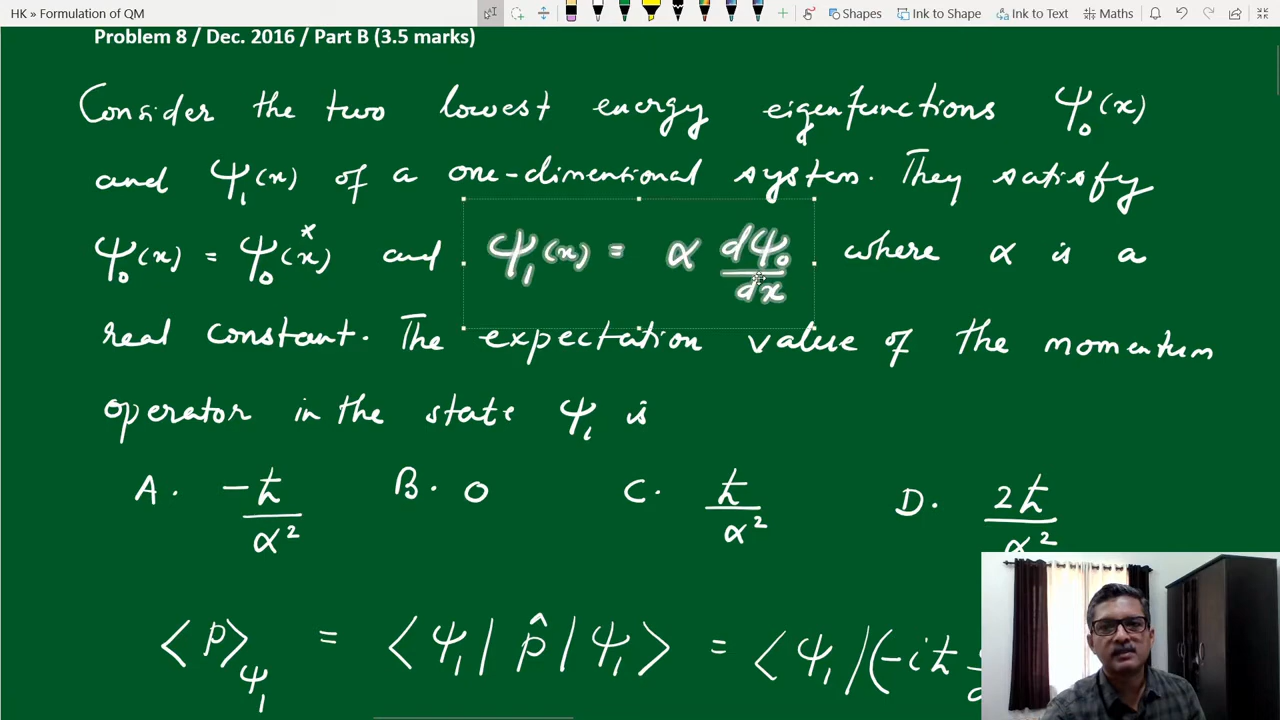 HK » Formulation of QM
Shapes Ink to Shape Ink to Text Maths
Problem 8 / Dec. 2016 / Part B (3.5 marks)
Consider the two lowest energy eigenfunctions Ψ₀(x)
and Ψ₁(x) of a one-dimentional system. They satisfy
Ψ₀(x) = Ψ₀(x*) and Ψ₁(x) = α dΨ₀/dx where α is a
real constant. The expectation value of the momentum
operator in the state Ψ₁ is
A. -ℏ/α² B. 0 C. ℏ/α² D. 2ℏ/α²
⟨p⟩_Ψ₁ = ⟨Ψ₁|p̂|Ψ₁⟩ = ⟨Ψ₁|(-iℏ